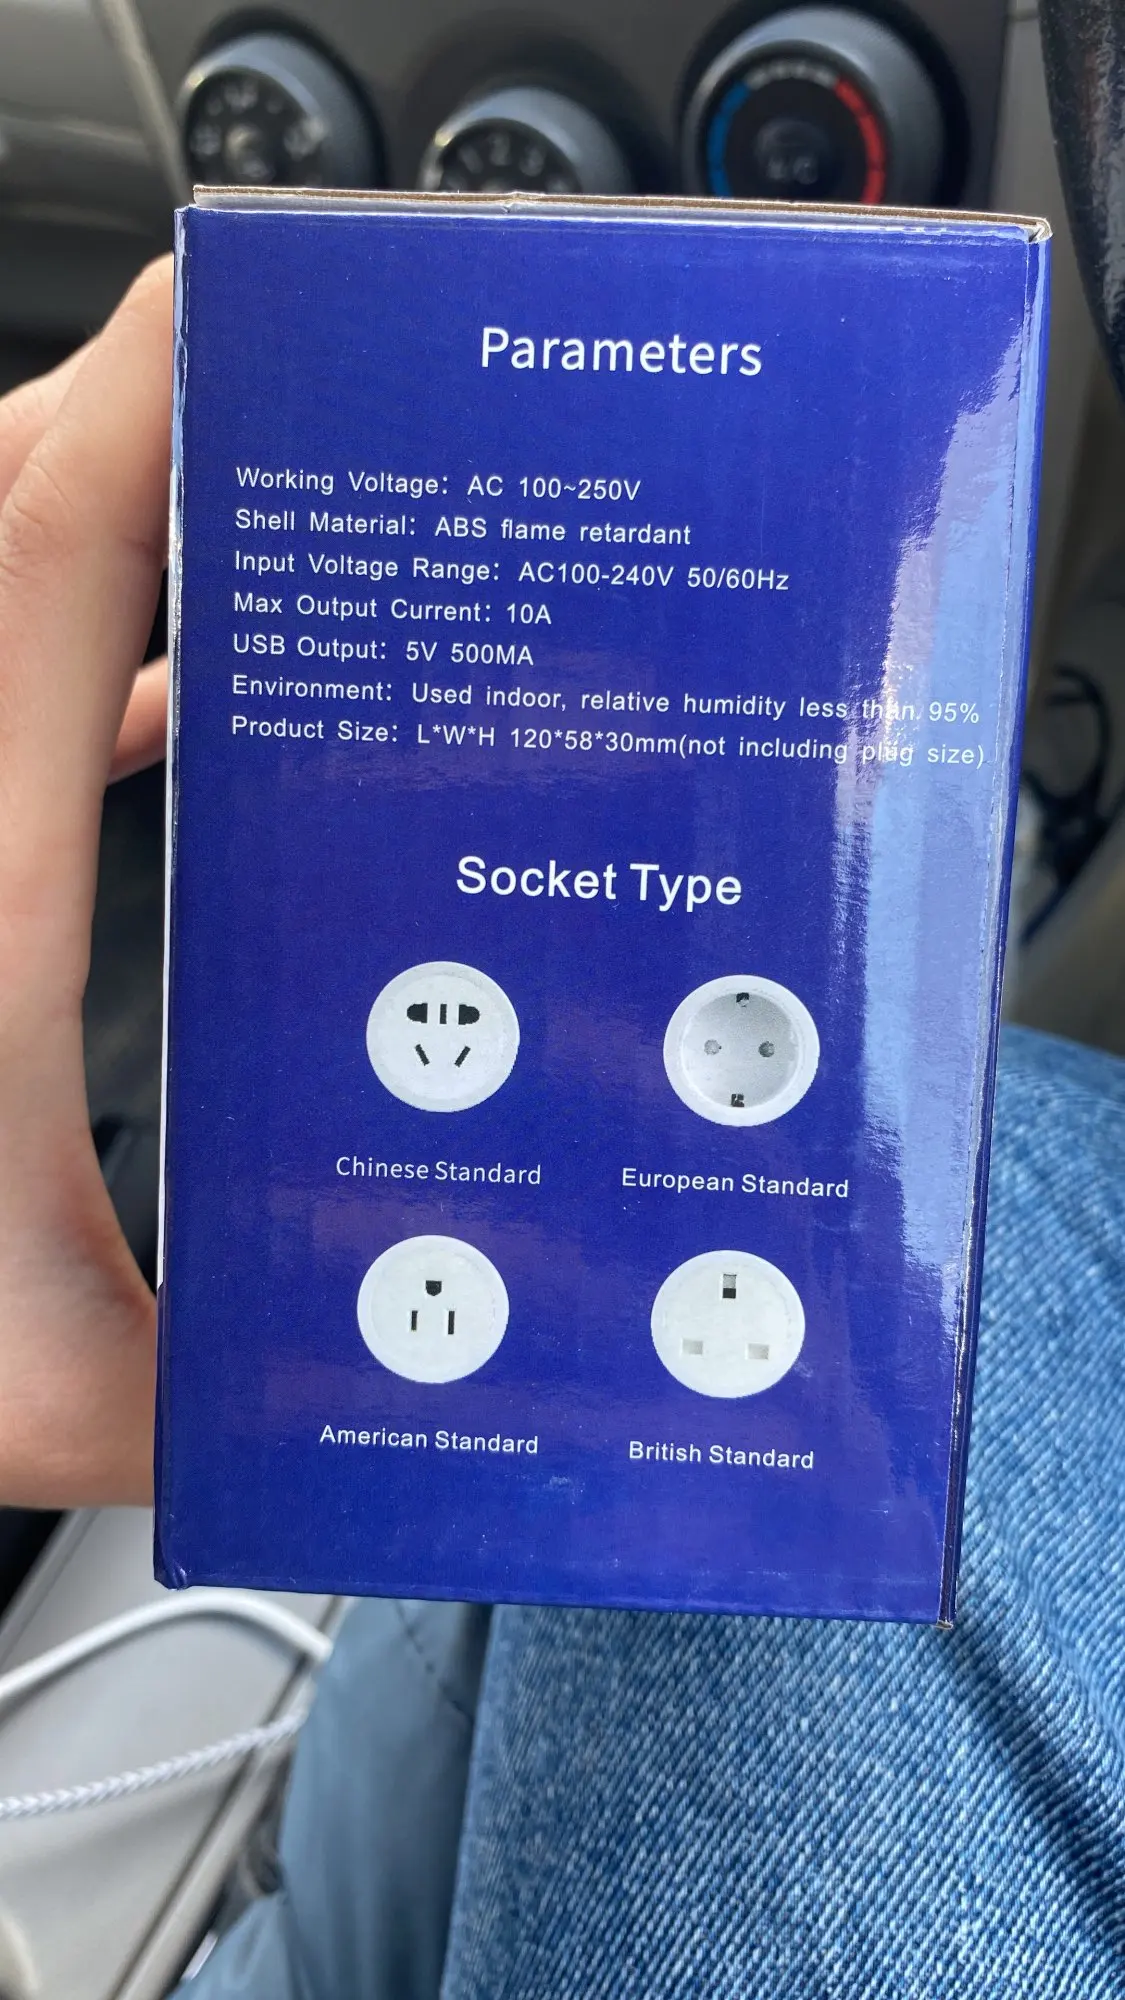 Parameters
Working Voltage: AC 100~250V
Shell Material: ABS flame retardant
Input Voltage Range: AC100-240V 50/60Hz
Max Output Current: 10A
USB Output: 5V 500MA
Environment: Used indoor, relative humidity less than 95%
Product Size: L*W*H 120*58*30mm(not including plug size)
Socket Type
Chinese Standard
European Standard
American Standard
British Standard